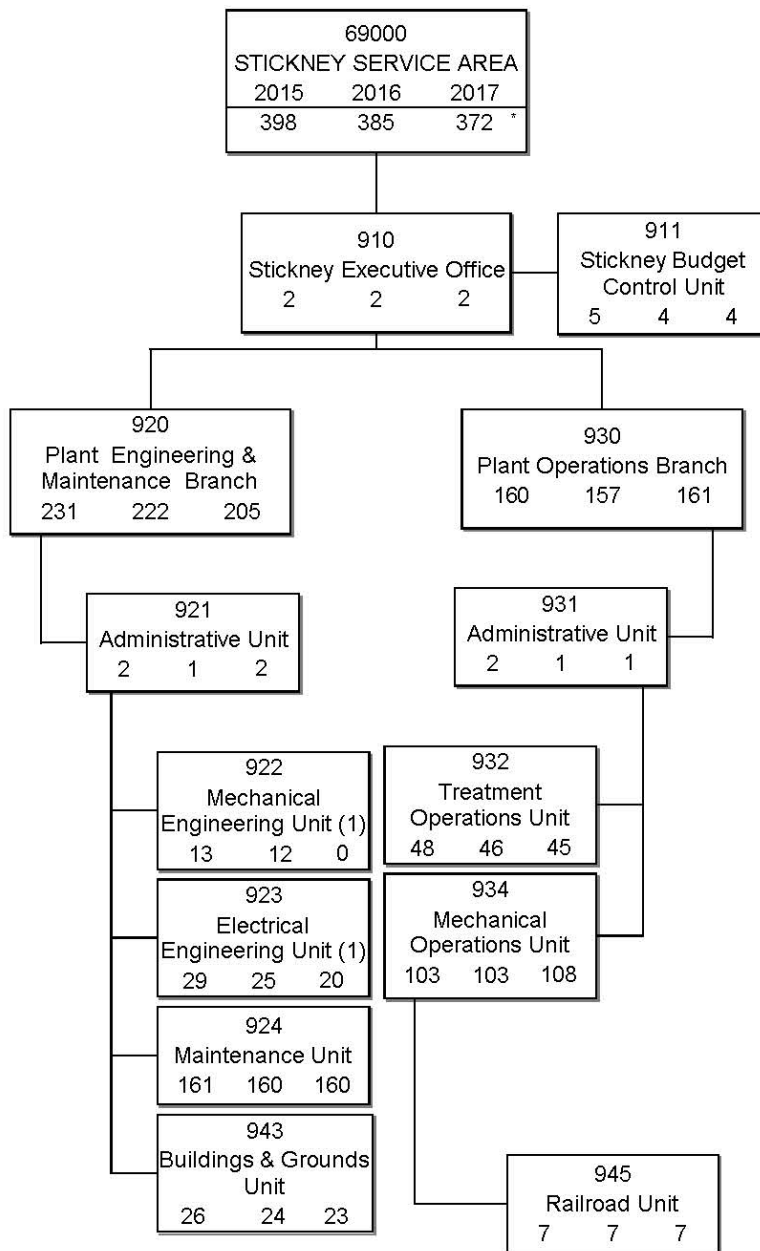 69000
STICKNEY SERVICE AREA
2015 2016 2017
398 385 372 *
910
Stickney Executive Office
2 2 2
911
Stickney Budget
Control Unit
5 4 4
920
Plant Engineering &
Maintenance Branch
231 222 205
930
Plant Operations Branch
160 157 161
921
Administrative Unit
2 1 2
931
Administrative Unit
2 1 1
922
Mechanical
Engineering Unit (1)
13 12 0
932
Treatment
Operations Unit
48 46 45
923
Electrical
Engineering Unit (1)
29 25 20
934
Mechanical
Operations Unit
103 103 108
924
Maintenance Unit
161 160 160
943
Buildings & Grounds
Unit
26 24 23
945
Railroad Unit
7 7 7